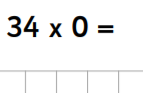 34 x 0 =